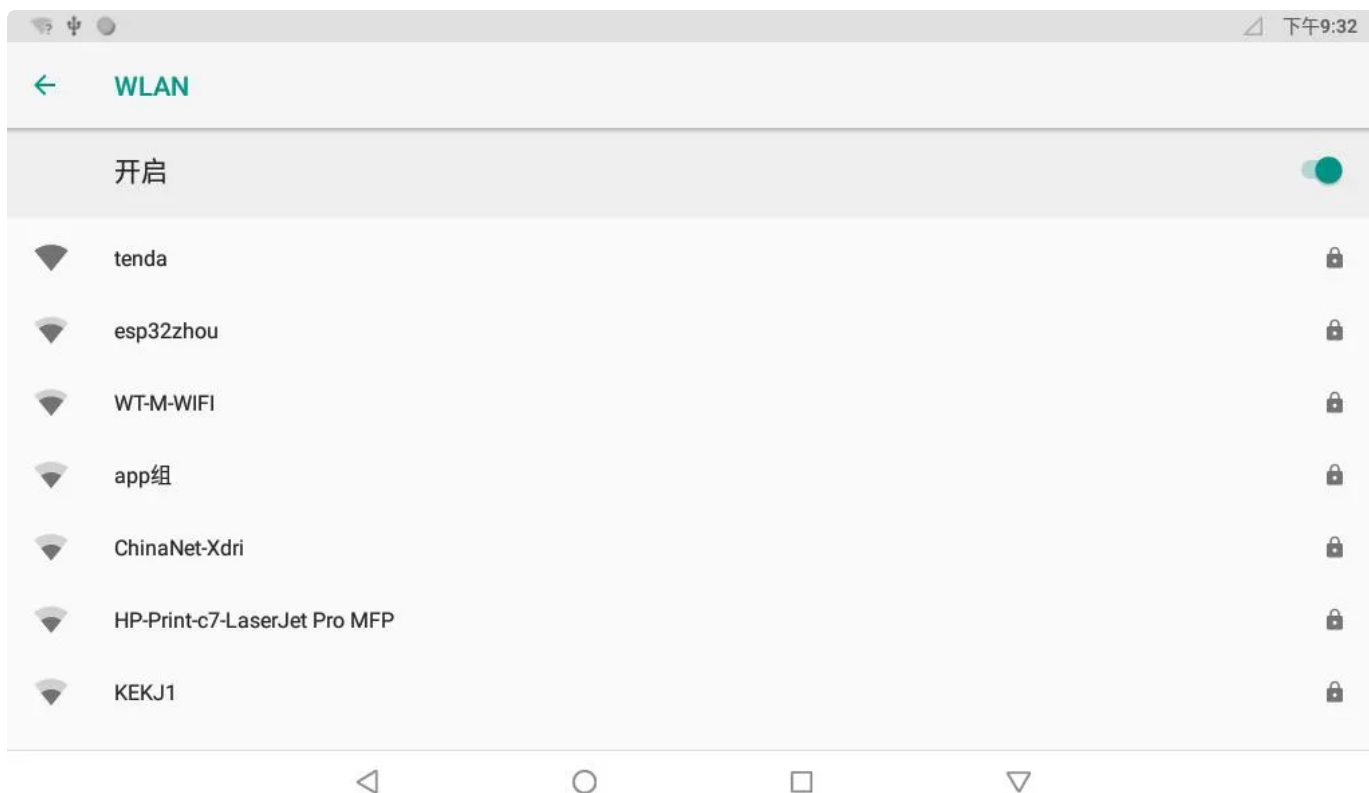 下午9:32
WLAN
开启
tenda
esp32zhou
WT-M-WIFI
app组
ChinaNet-Xdri
HP-Print-c7-LaserJet Pro MFP
KEKJ1